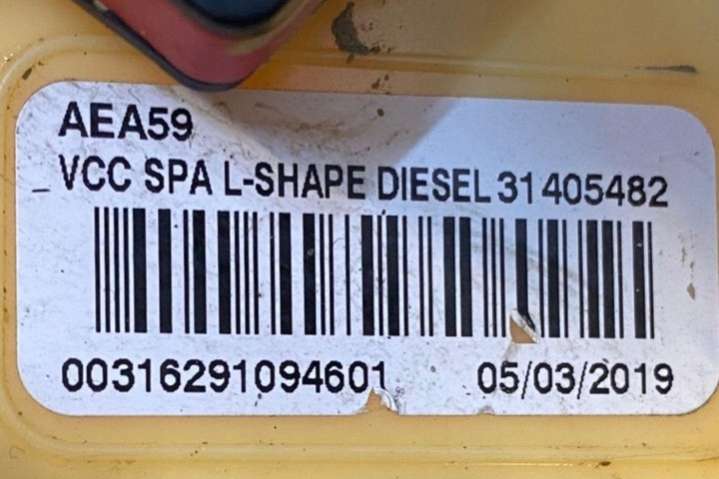 AEA59
_ VCC SPA L-SHAPE DIESEL 31405482
00316291094601 05/03/2019